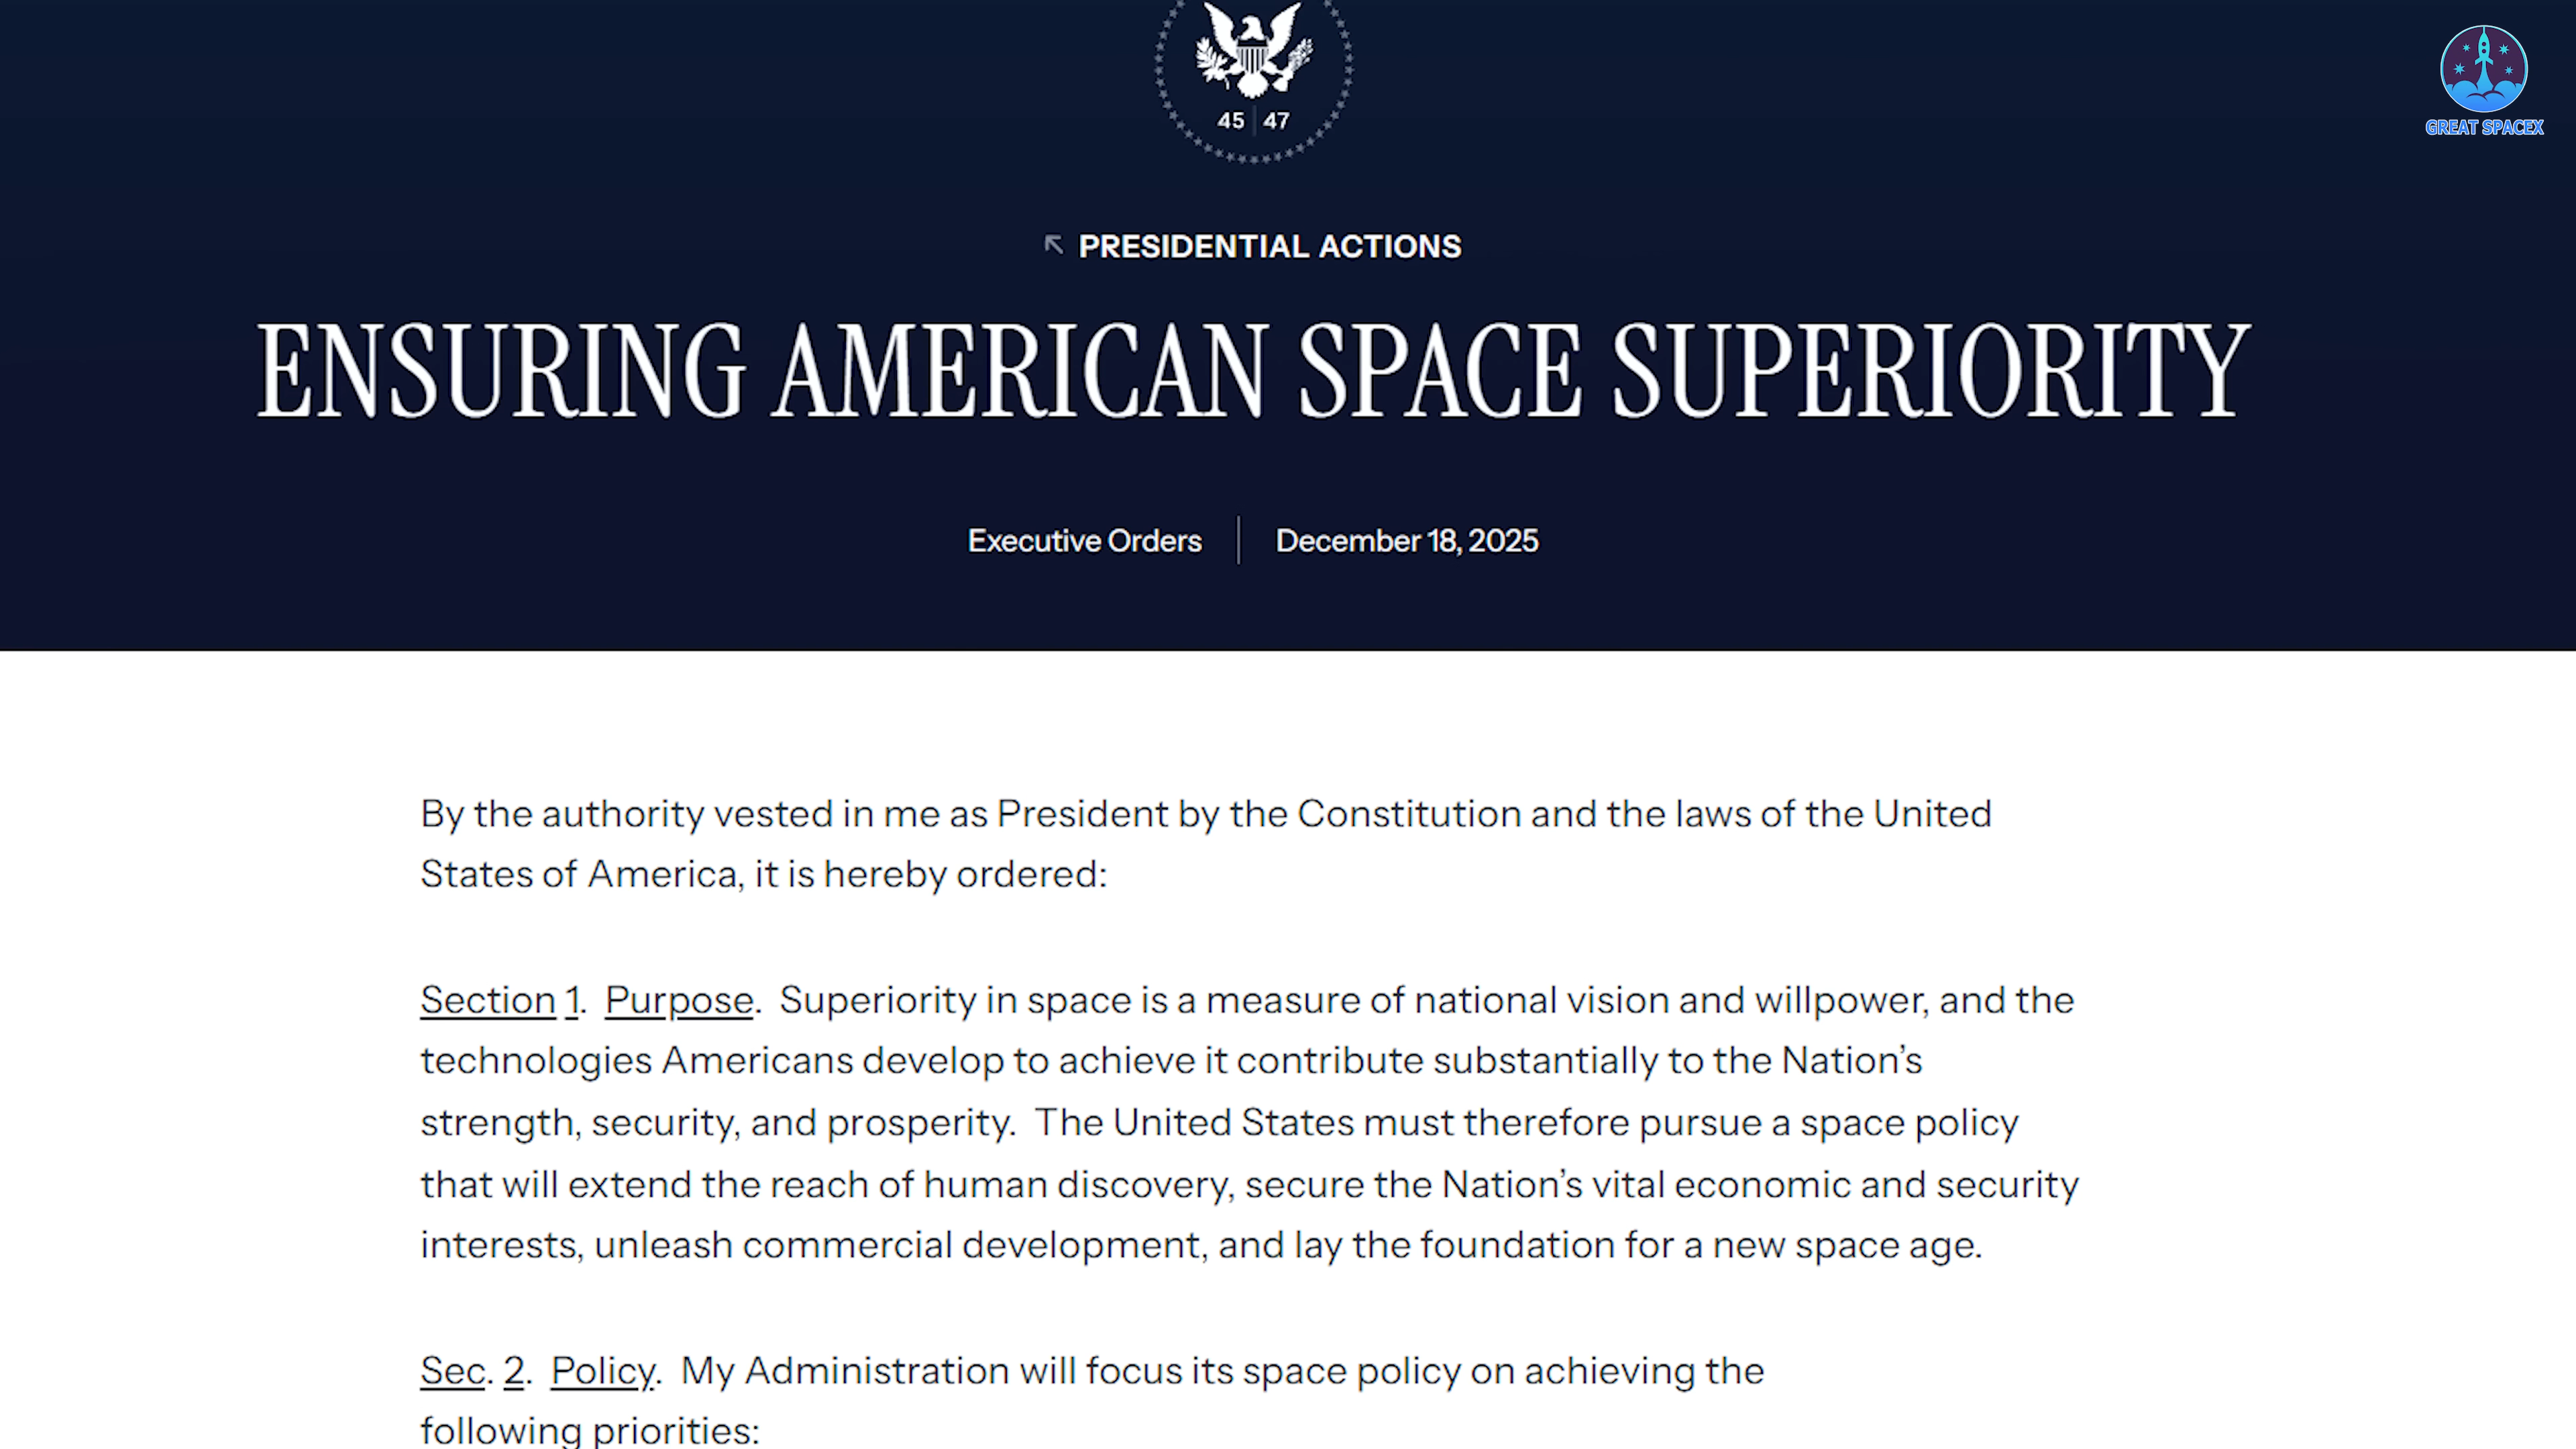 45 | 47
GREAT SPACEX
PRESIDENTIAL ACTIONS
ENSURING AMERICAN SPACE SUPERIORITY
Executive Orders | December 18, 2025
By the authority vested in me as President by the Constitution and the laws of the United
States of America, it is hereby ordered:
Section 1. Purpose. Superiority in space is a measure of national vision and willpower, and the
technologies Americans develop to achieve it contribute substantially to the Nation’s
strength, security, and prosperity. The United States must therefore pursue a space policy
that will extend the reach of human discovery, secure the Nation’s vital economic and security
interests, unleash commercial development, and lay the foundation for a new space age.
Sec. 2. Policy. My Administration will focus its space policy on achieving the
following priorities: